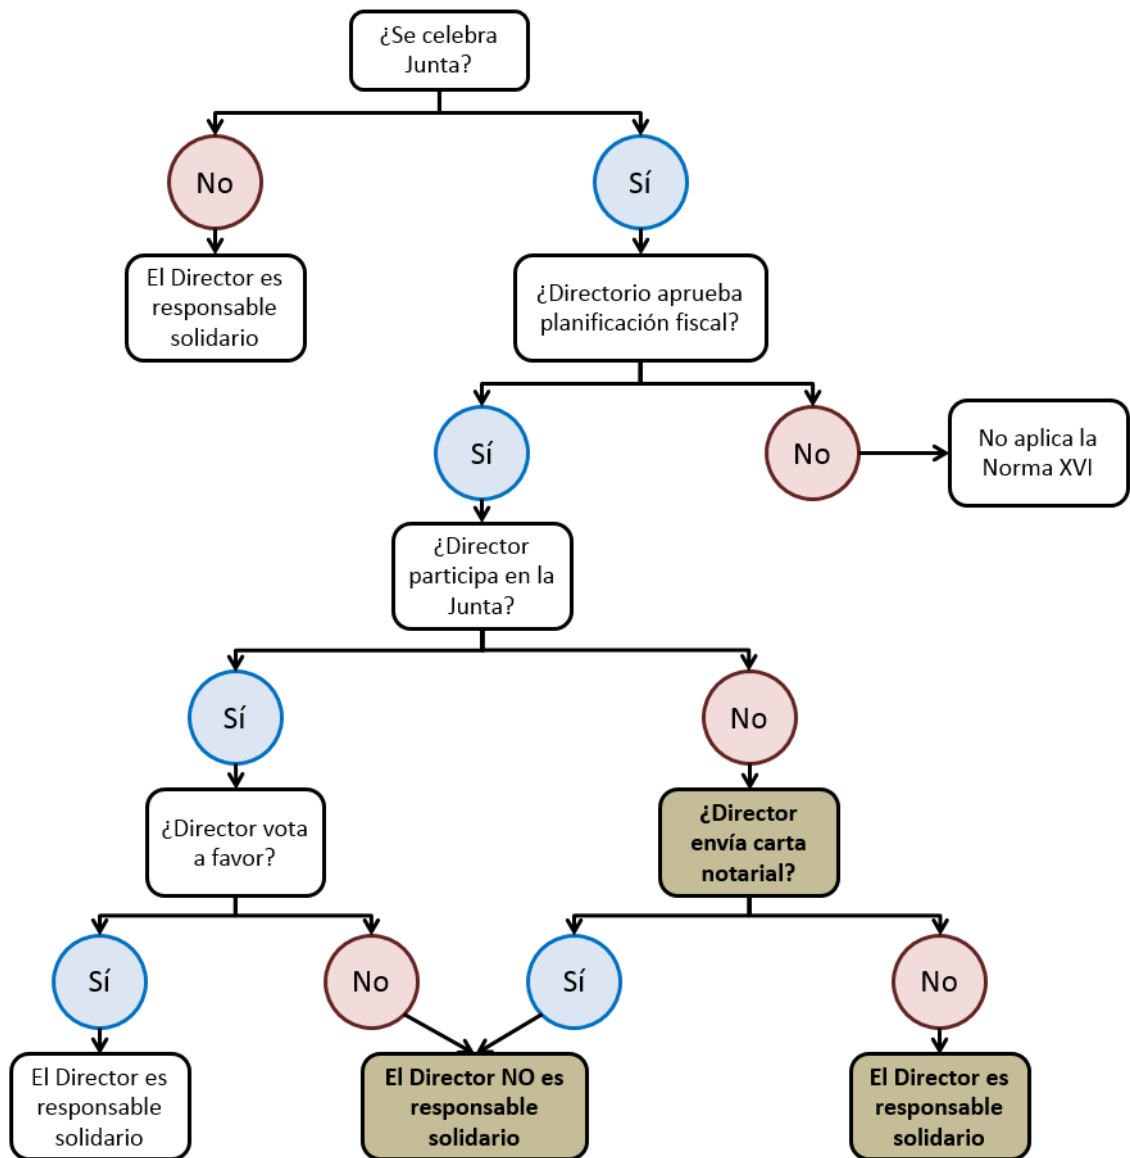 ¿Se celebra
Junta?
No
Sí
El Director es
responsable
solidario
¿Directorio aprueba
planificación fiscal?
Sí
No
No aplica la
Norma XVI
¿Director
participa en la
Junta?
Sí
No
¿Director vota
a favor?
¿Director
envía carta
notarial?
Sí
No
Sí
No
El Director es
responsable
solidario
El Director NO es
responsable
solidario
El Director es
responsable
solidario